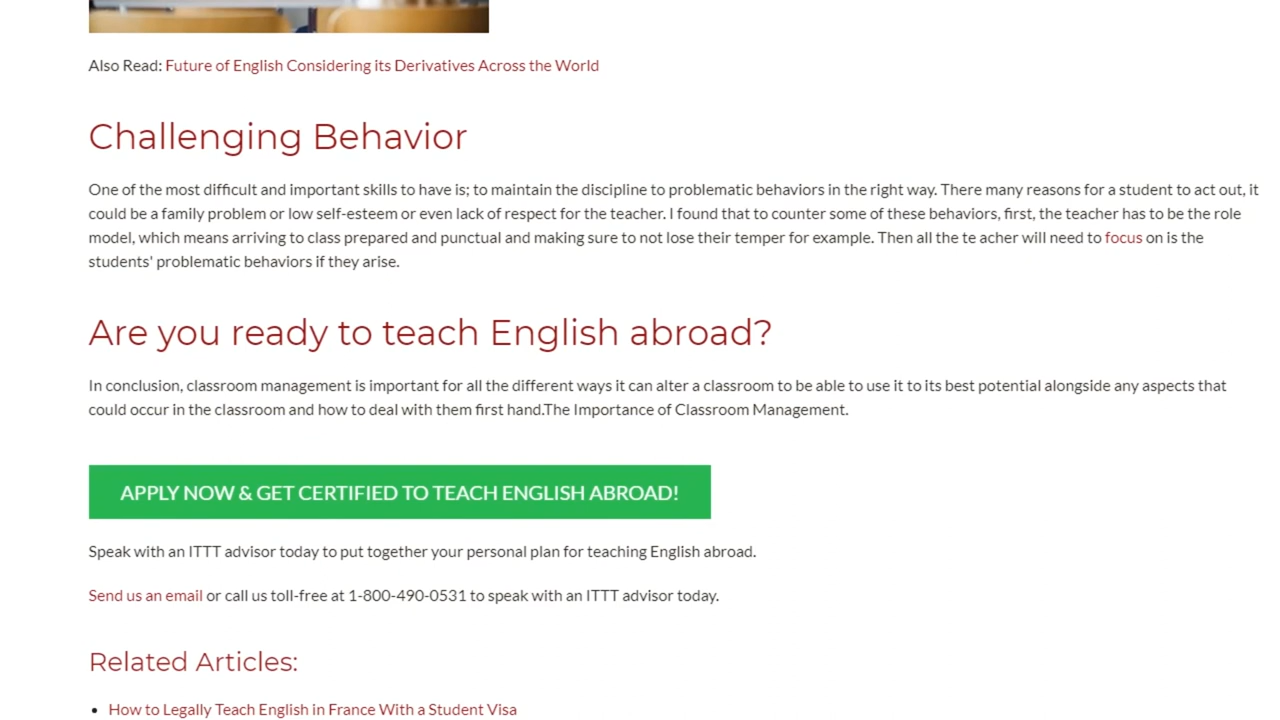 Also Read: Future of English Considering its Derivatives Across the World
Challenging Behavior
One of the most difficult and important skills to have is; to maintain the discipline to problematic behaviors in the right way. There many reasons for a student to act out, it
could be a family problem or low self-esteem or even lack of respect for the teacher. I found that to counter some of these behaviors, first, the teacher has to be the role
model, which means arriving to class prepared and punctual and making sure to not lose their temper for example. Then all the te acher will need to focus on is the
students' problematic behaviors if they arise.
Are you ready to teach English abroad?
In conclusion, classroom management is important for all the different ways it can alter a classroom to be able to use it to its best potential alongside any aspects that
could occur in the classroom and how to deal with them first hand.The Importance of Classroom Management.
APPLY NOW & GET CERTIFIED TO TEACH ENGLISH ABROAD!
Speak with an ITTT advisor today to put together your personal plan for teaching English abroad.
Send us an email or call us toll-free at 1-800-490-0531 to speak with an ITTT advisor today.
Related Articles:
• How to Legally Teach English in France With a Student Visa